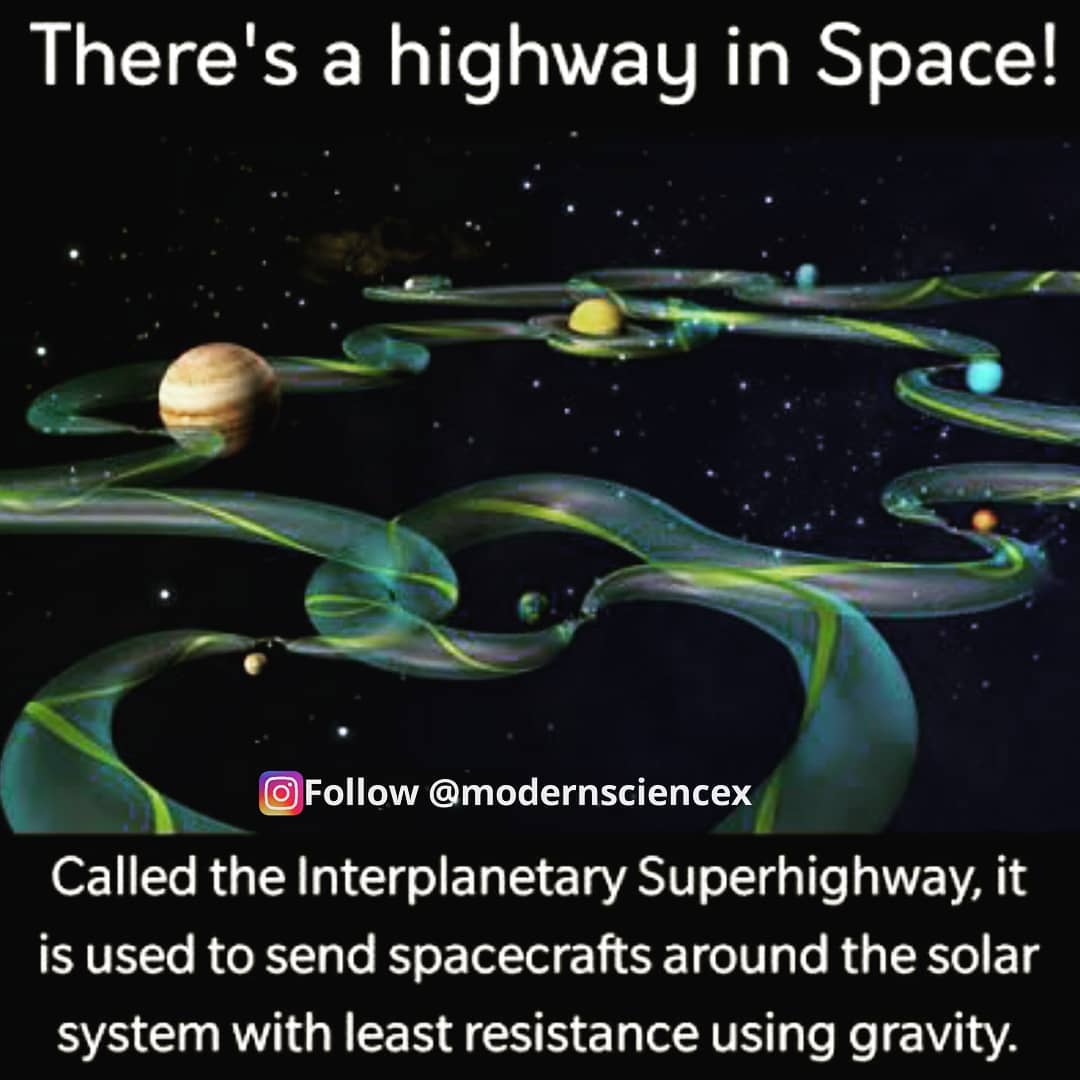 There's a highway in Space!
Follow @modernsciencex
Called the Interplanetary Superhighway, it
is used to send spacecrafts around the solar
system with least resistance using gravity.